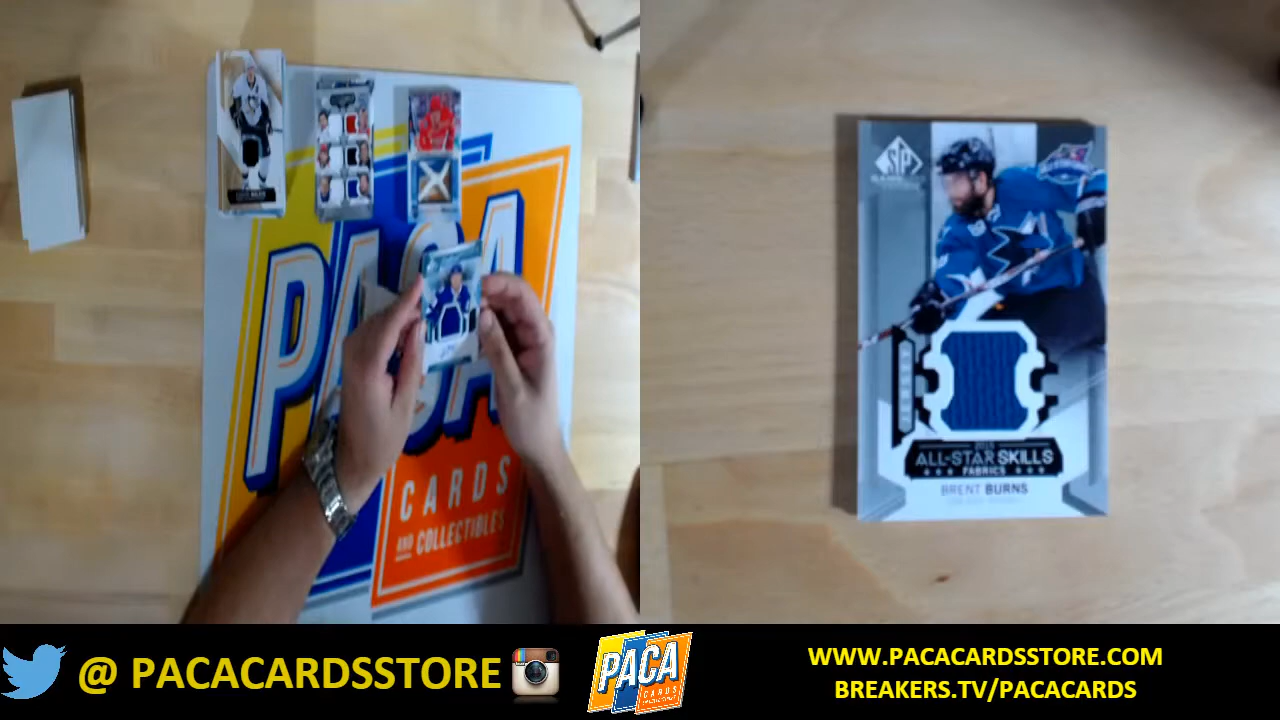 PACA
CARDS
AND COLLECTIBLES
SP
ALL-STAR SKILLS
FABRICS
BRENT BURNS
@ PACACARDSSTORE
PACA
CARDS
WWW.PACACARDSSTORE.COM
BREAKERS.TV/PACACARDS